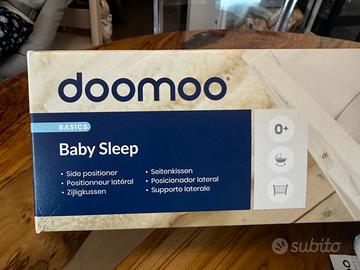 doomoo®
BASICS
Baby Sleep
• Side positioner
• Positionneur latéral
• Zijligkussen
• Seitenkissen
• Posicionador lateral
• Supporto laterale
0+
subito